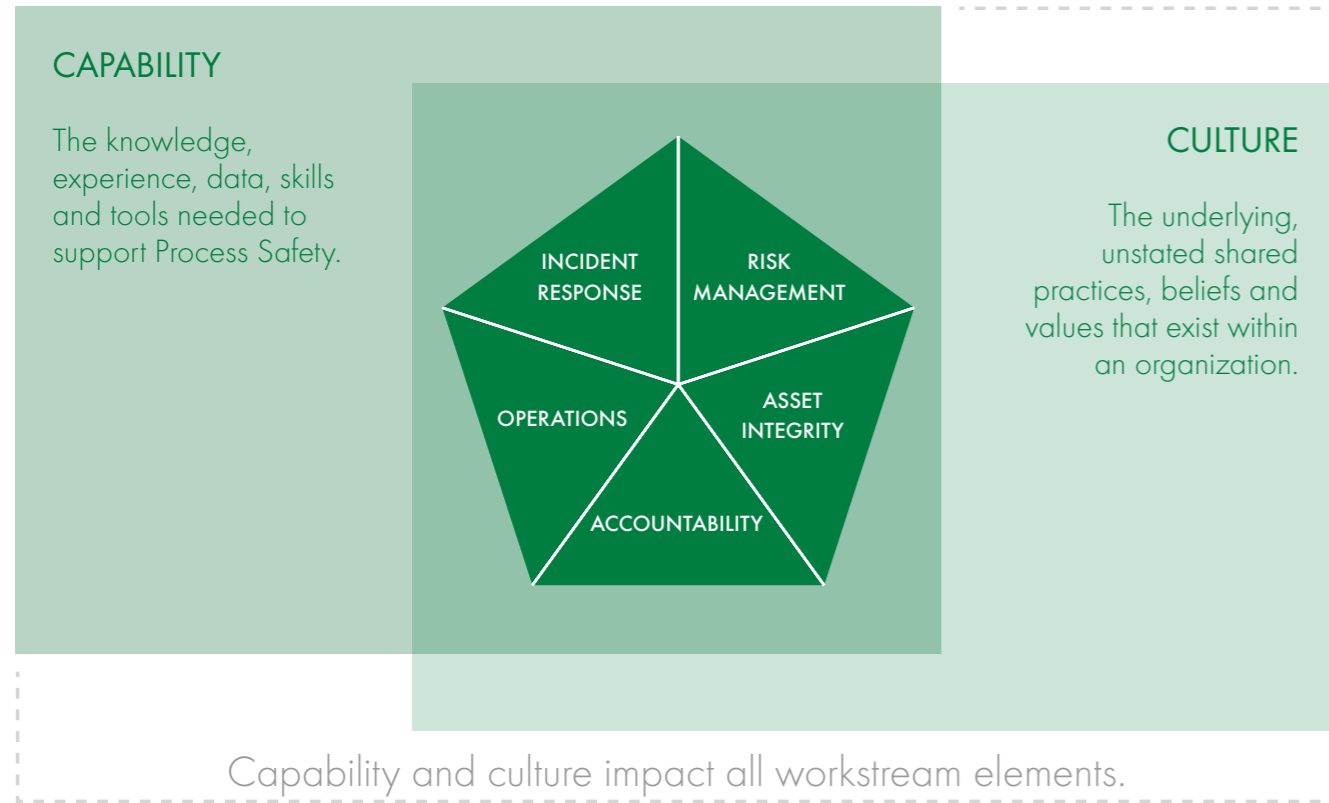 CAPABILITY
The knowledge,
experience, data, skills
and tools needed to
support Process Safety.
CULTURE
The underlying,
unstated shared
practices, beliefs and
values that exist within
an organization.
INCIDENT
RESPONSE
RISK
MANAGEMENT
OPERATIONS
ASSET
INTEGRITY
ACCOUNTABILITY
Capability and culture impact all workstream elements.